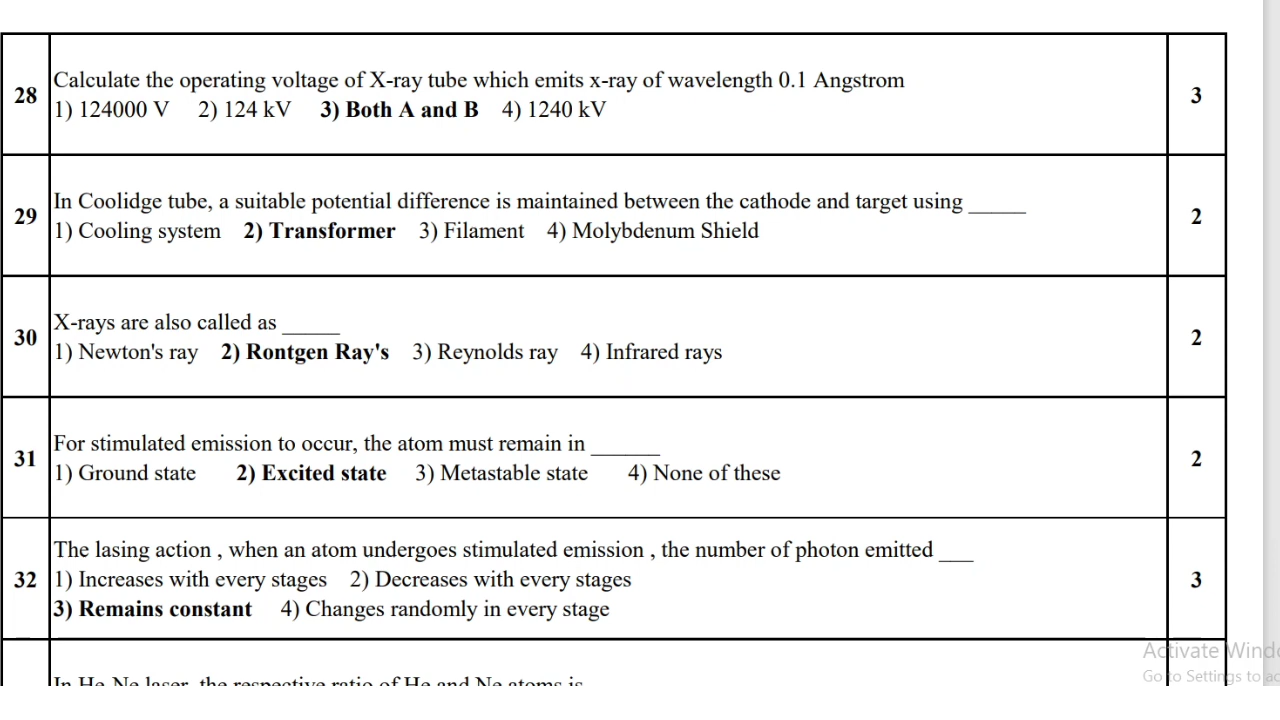 28
Calculate the operating voltage of X-ray tube which emits x-ray of wavelength 0.1 Angstrom
1) 124000 V 2) 124 kV 3) Both A and B 4) 1240 kV
3
29
In Coolidge tube, a suitable potential difference is maintained between the cathode and target using _____
1) Cooling system 2) Transformer 3) Filament 4) Molybdenum Shield
2
30
X-rays are also called as _____
1) Newton's ray 2) Rontgen Ray's 3) Reynolds ray 4) Infrared rays
2
31
For stimulated emission to occur, the atom must remain in ______
1) Ground state 2) Excited state 3) Metastable state 4) None of these
2
32
The lasing action , when an atom undergoes stimulated emission , the number of photon emitted ___
1) Increases with every stages 2) Decreases with every stages
3) Remains constant 4) Changes randomly in every stage
3
In He-Ne laser, the respective ratio of He and Ne atoms is
Activate Windo
Go to Settings to ac